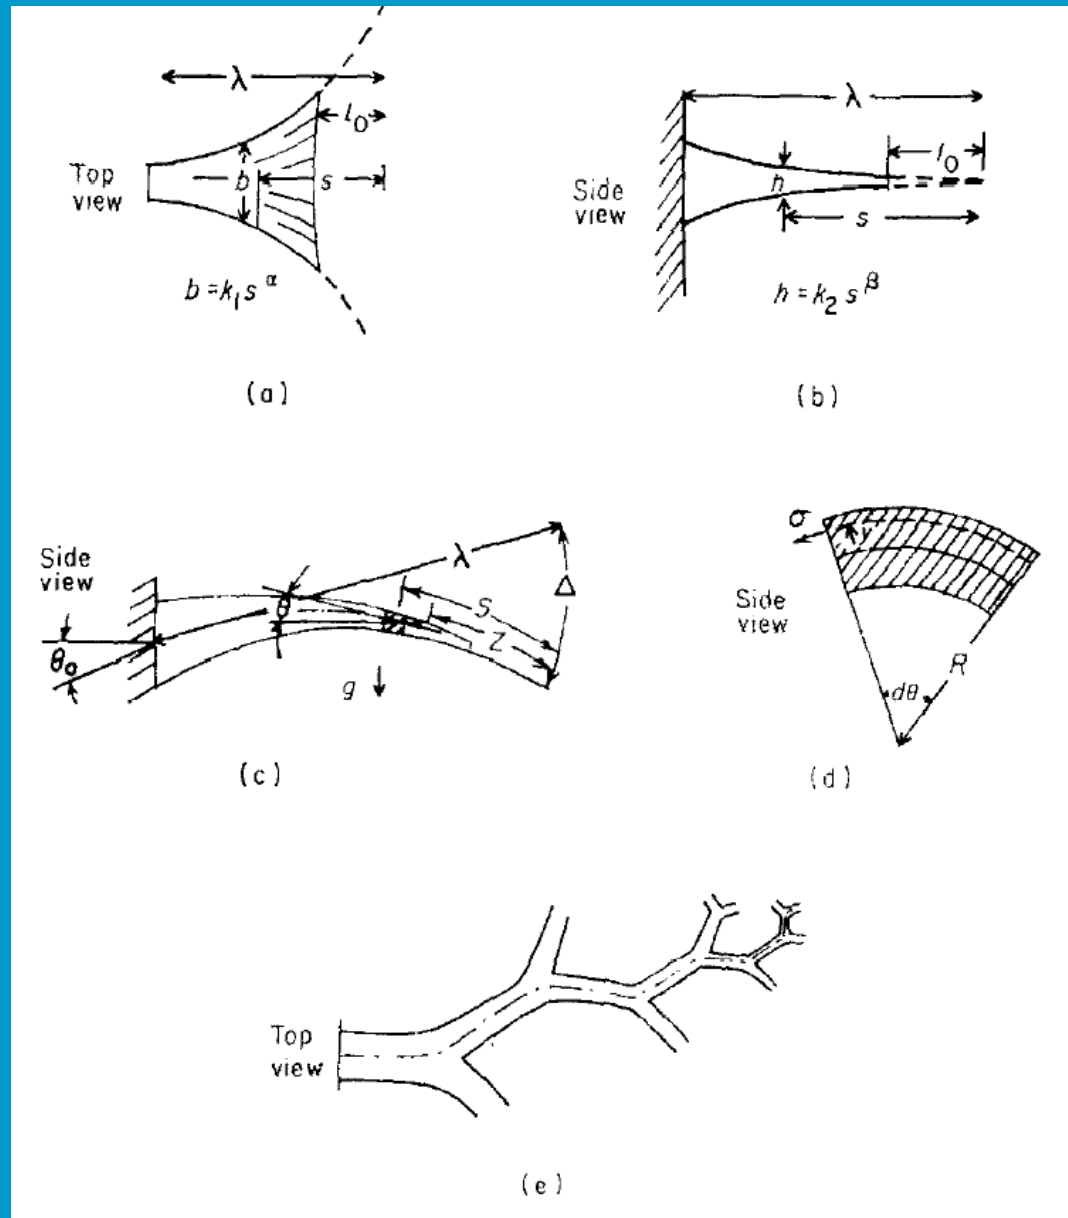 λ
l₀
Top
view
b
s
b = k₁ s^α
(a)
λ
l₀
Side
view
h
s
h = k₂ s^β
(b)
Side
view
λ
Δ
θ
S
Z
θ₀
g
(c)
σ
y
Side
view
R
dθ
(d)
Top
view
(e)